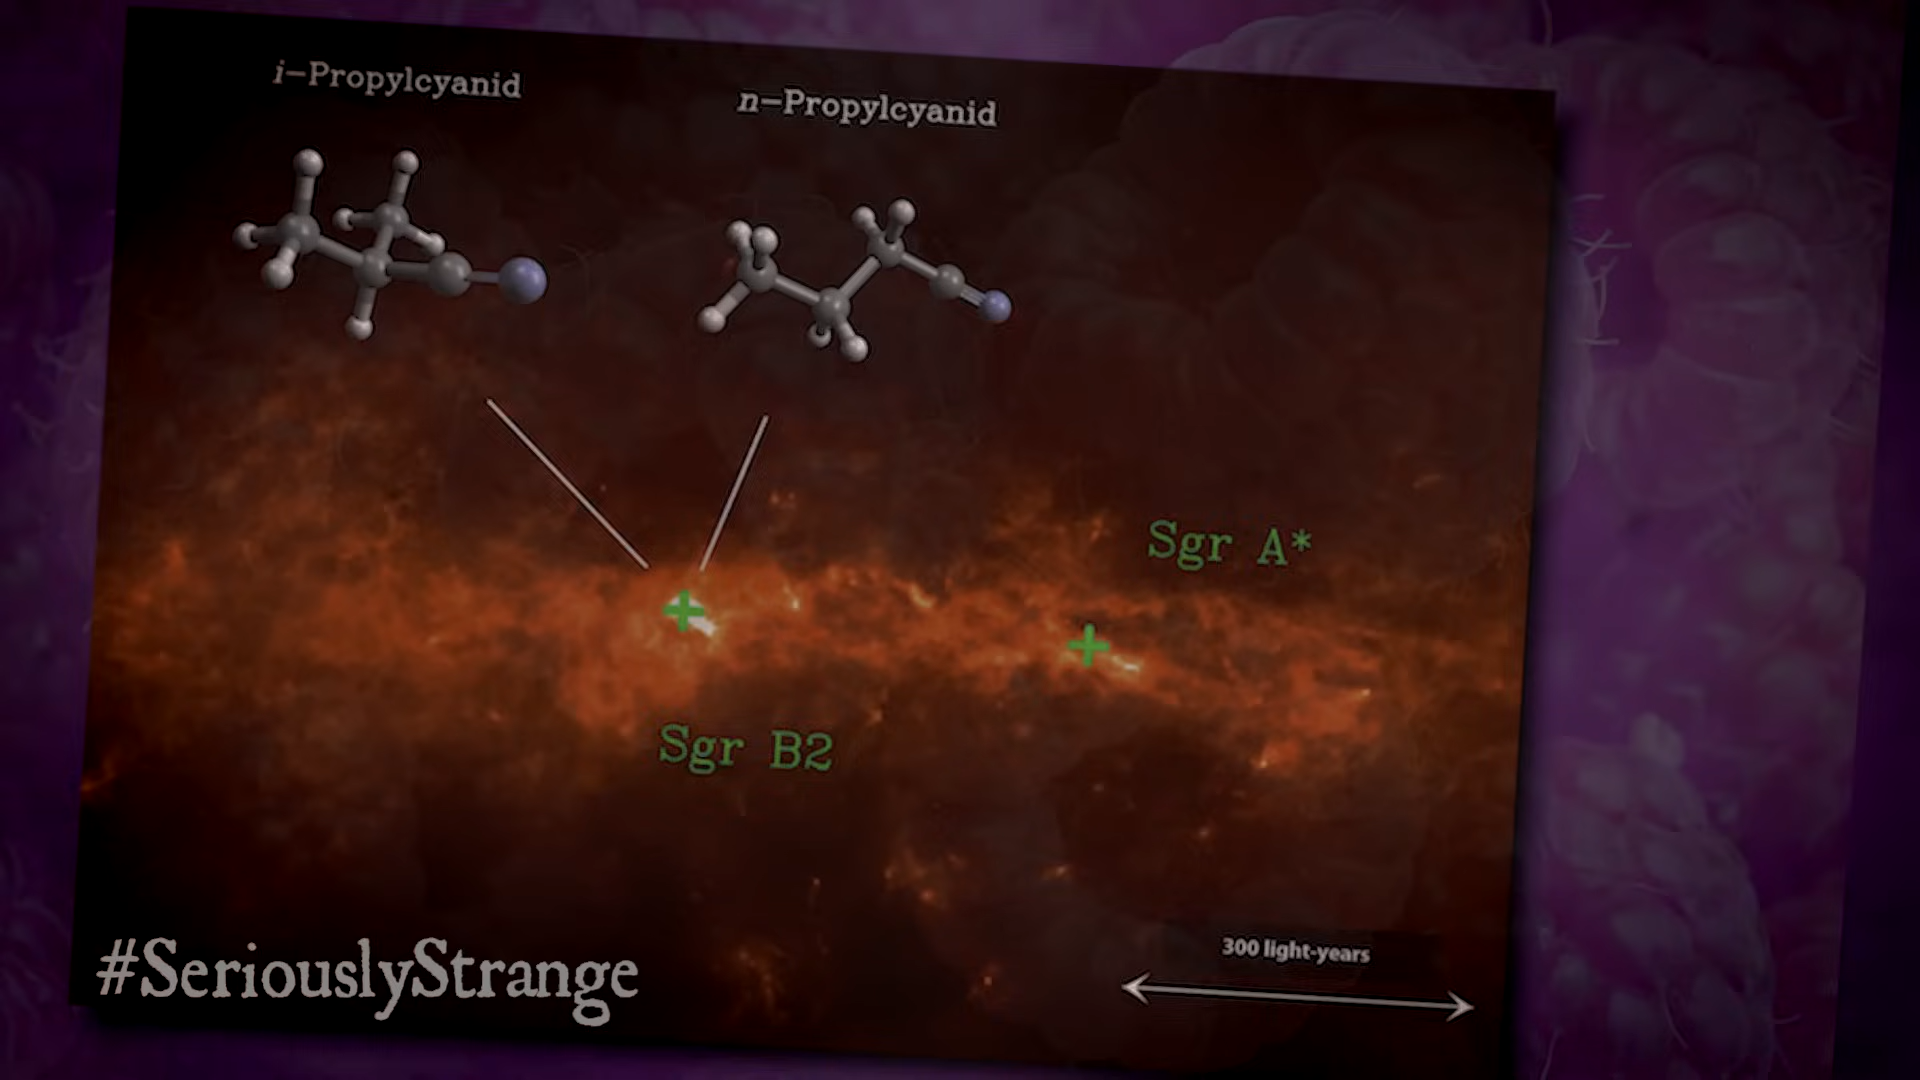 i-Propylcyanid
n-Propylcyanid
Sgr A*
Sgr B2
300 light-years
#SeriouslyStrange